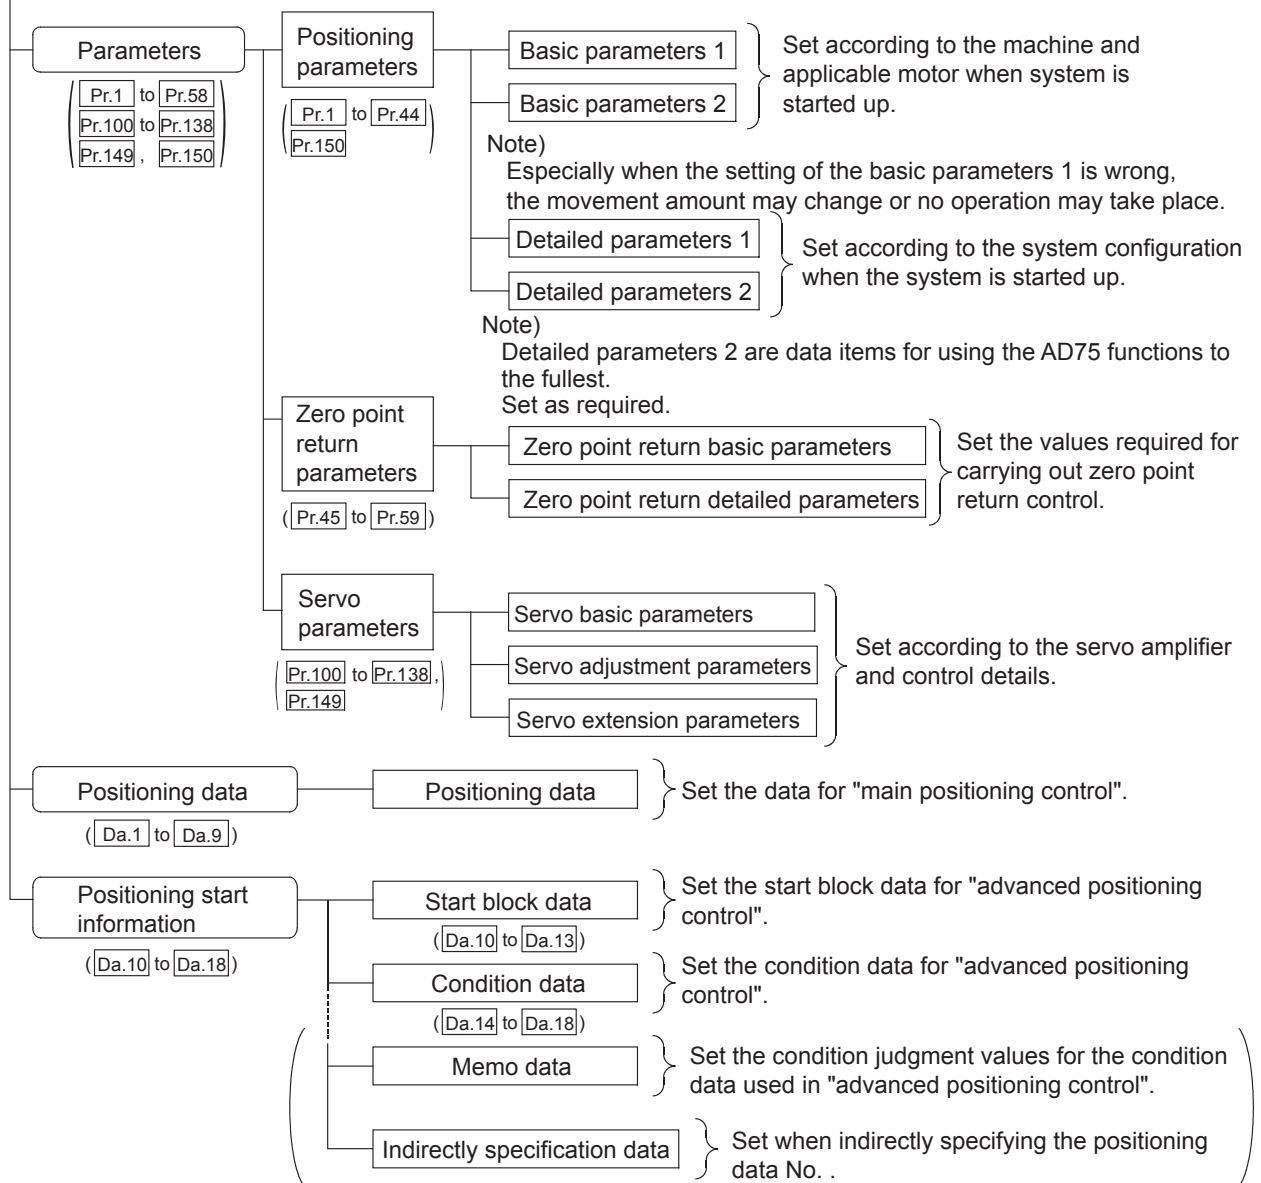 Parameters
Pr.1 to Pr.58
Pr.100 to Pr.138
Pr.149 , Pr.150
Positioning
parameters
Pr.1 to Pr.44
Pr.150
Basic parameters 1
Basic parameters 2
Set according to the machine and
applicable motor when system is
started up.
Note)
Especially when the setting of the basic parameters 1 is wrong,
the movement amount may change or no operation may take place.
Detailed parameters 1
Detailed parameters 2
Set according to the system configuration
when the system is started up.
Note)
Detailed parameters 2 are data items for using the AD75 functions to
the fullest.
Set as required.
Zero point
return
parameters
( Pr.45 to Pr.59 )
Zero point return basic parameters
Zero point return detailed parameters
Set the values required for
carrying out zero point
return control.
Servo
parameters
Pr.100 to Pr.138 ,
Pr.149
Servo basic parameters
Servo adjustment parameters
Servo extension parameters
Set according to the servo amplifier
and control details.
Positioning data
( Da.1 to Da.9 )
Positioning data
Set the data for "main positioning control".
Positioning start
information
( Da.10 to Da.18 )
Start block data
( Da.10 to Da.13 )
Set the start block data for "advanced positioning
control".
Condition data
( Da.14 to Da.18 )
Set the condition data for "advanced positioning
control".
Memo data
Set the condition judgment values for the condition
data used in "advanced positioning control".
Indirectly specification data
Set when indirectly specifying the positioning
data No. .